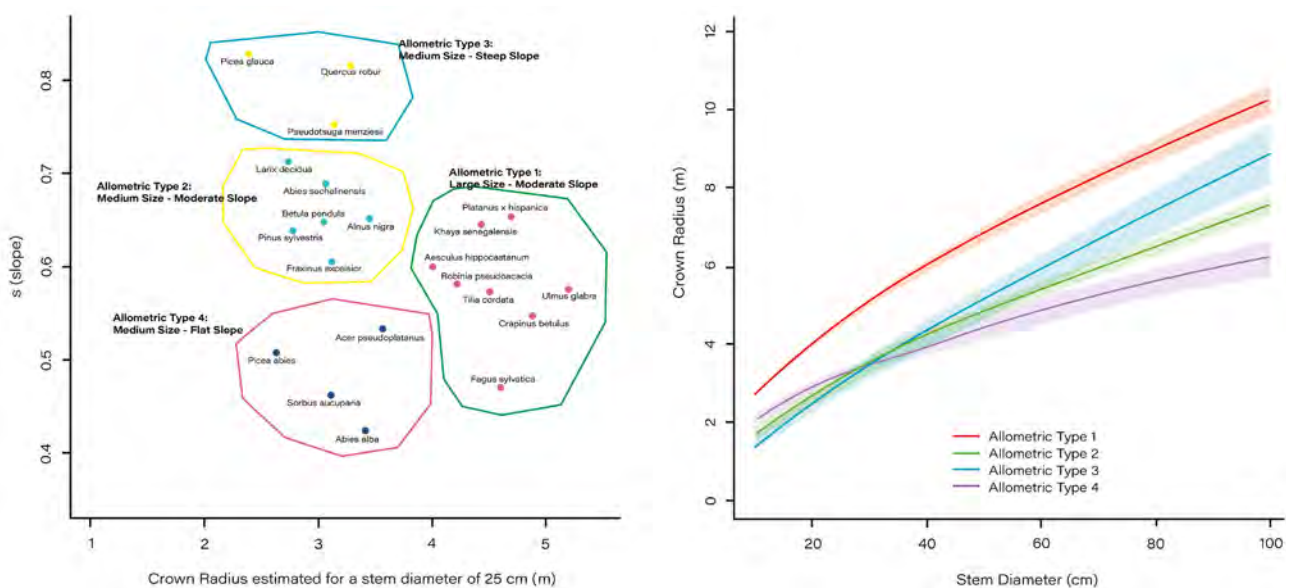 Allometric Type 3:
Medium Size - Steep Slope
Picea glauca
Quercus robur
Pseudotsuga menziesii
Allometric Type 2:
Medium Size - Moderate Slope
Larix decidua
Abies sachalinensis
Betula pendula
Alnus nigra
Pinus sylvestris
Fraxinus excelsior
Allometric Type 1:
Large Size - Moderate Slope
Platanus x hispanica
Khaya senegalensis
Aesculus hippocastanum
Robinia pseudoacacia
Tilia cordata
Ulmus glabra
Crapinus betulus
Fagus sylvatica
Allometric Type 4:
Medium Size - Flat Slope
Acer pseudoplatanus
Picea abies
Sorbus aucuparia
Abies alba
s (slope)
0.8
0.7
0.6
0.5
0.4
1 2 3 4 5
Crown Radius estimated for a stem diameter of 25 cm (m)
Crown Radius (m)
12
10
8
6
4
2
0
Allometric Type 1
Allometric Type 2
Allometric Type 3
Allometric Type 4
20 40 60 80 100
Stem Diameter (cm)